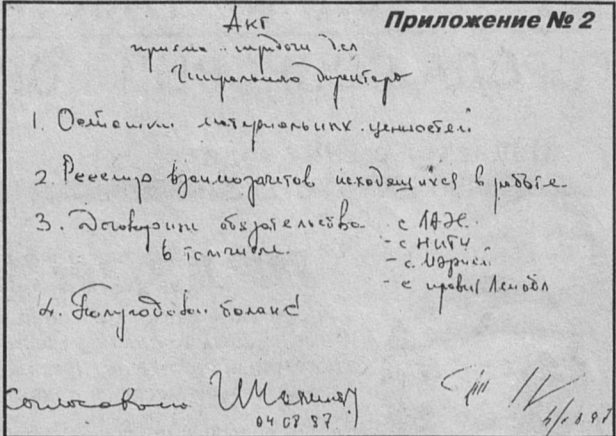 Приложение № 2
Акт
приема - передачи дел
Генерального директора
1. Остатки материальных ценностей
2. Реестр взаимозачетов находящихся в работе
3. Договорные обязательства
в том числе
- с ЛАЭС
- с НИТИ
- с Мэрией
- с правит Ленобл
4. Полугодовой баланс
Согласовано
04 08 97